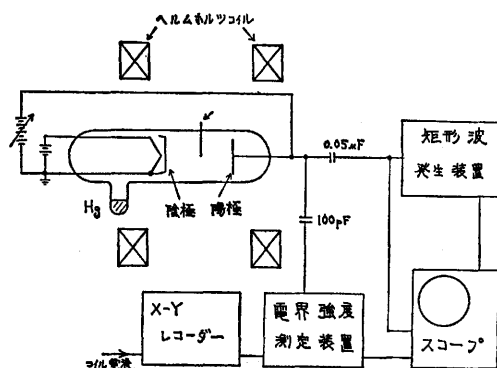 ヘルムホルツコイル
0.05μF
矩形波
発生装置
Hg
陰極
陽極
100pF
X-Y
レコーダー
電界強度
測定装置
スコープ
コイル電流